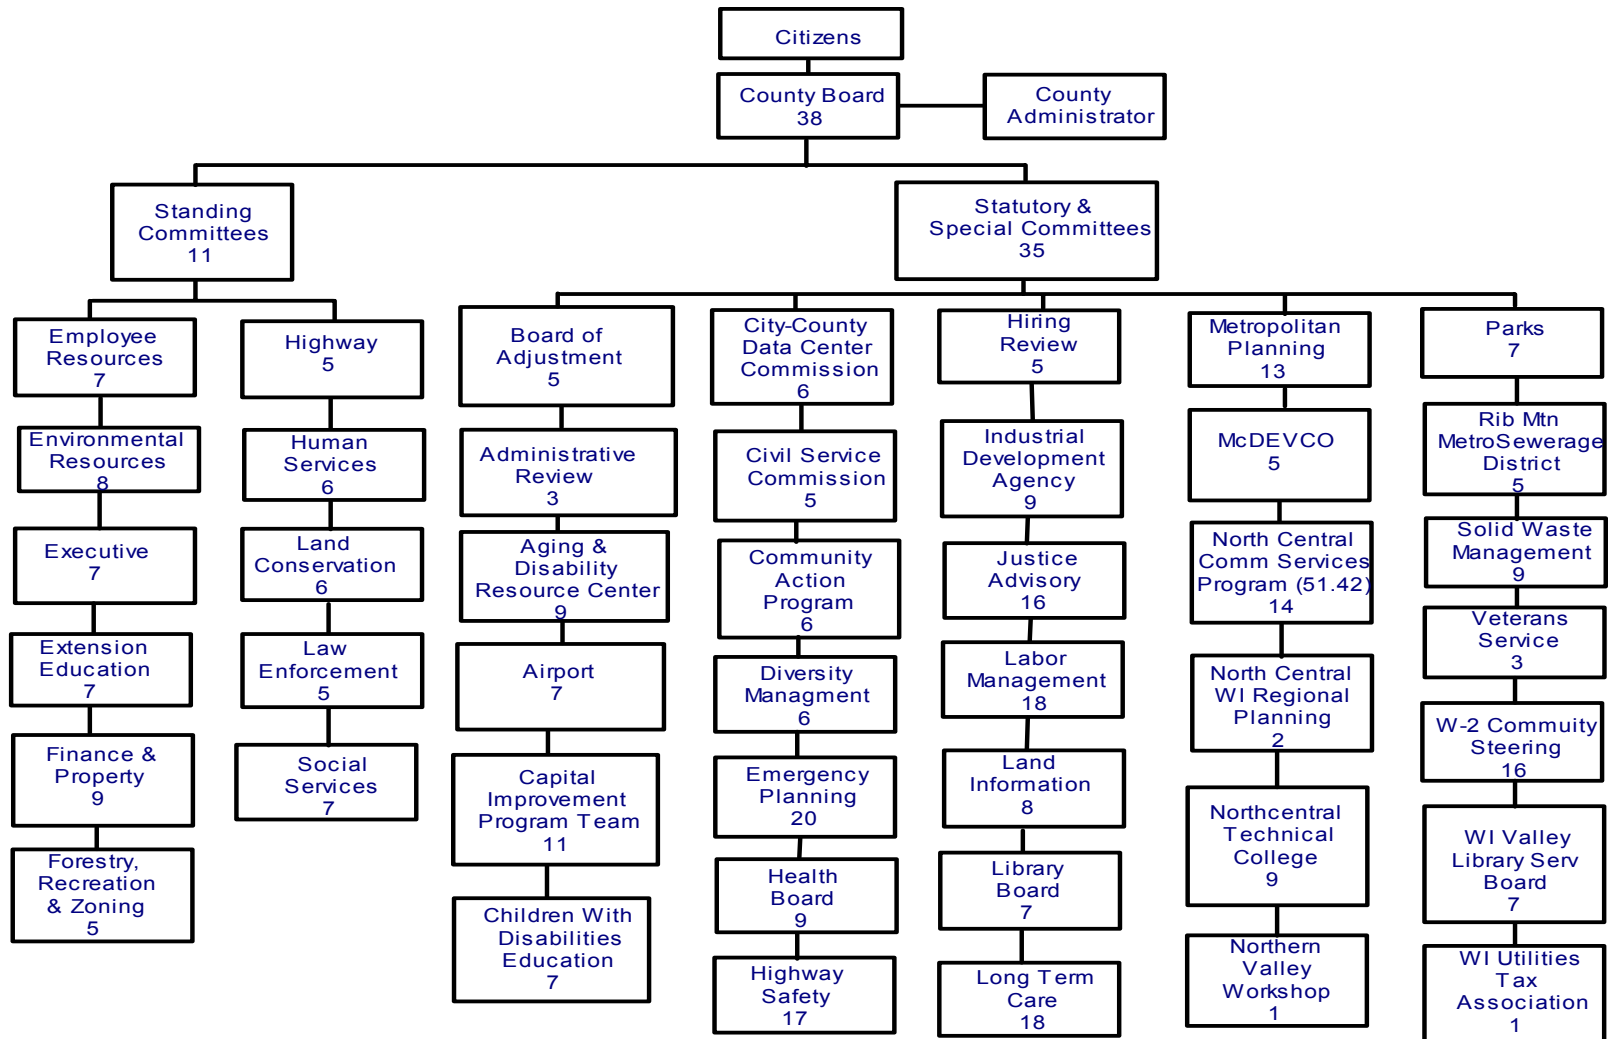 Citizens
County Board
38
County
Administrator
Standing
Committees
11
Statutory &
Special Committees
35
Employee
Resources
7
Environmental
Resources
8
Executive
7
Extension
Education
7
Finance &
Property
9
Forestry,
Recreation
& Zoning
5
Highway
5
Human
Services
6
Land
Conservation
6
Law
Enforcement
5
Social
Services
7
Board of
Adjustment
5
Administrative
Review
3
Aging &
Disability
Resource Center
9
Airport
7
Capital
Improvement
Program Team
11
Children With
Disabilities
Education
7
City-County
Data Center
Commission
6
Civil Service
Commission
5
Community
Action
Program
6
Diversity
Managment
6
Emergency
Planning
20
Health
Board
9
Highway
Safety
17
Hiring
Review
5
Industrial
Development
Agency
9
Justice
Advisory
16
Labor
Management
18
Land
Information
8
Library
Board
7
Long Term
Care
18
Metropolitan
Planning
13
McDEVCO
5
North Central
Comm Services
Program (51.42)
14
North Central
WI Regional
Planning
2
Northcentral
Technical
College
9
Northern
Valley
Workshop
1
Parks
7
Rib Mtn
MetroSewerage
District
5
Solid Waste
Management
9
Veterans
Service
3
W-2 Commuity
Steering
16
WI Valley
Library Serv
Board
7
WI Utilities
Tax
Association
1